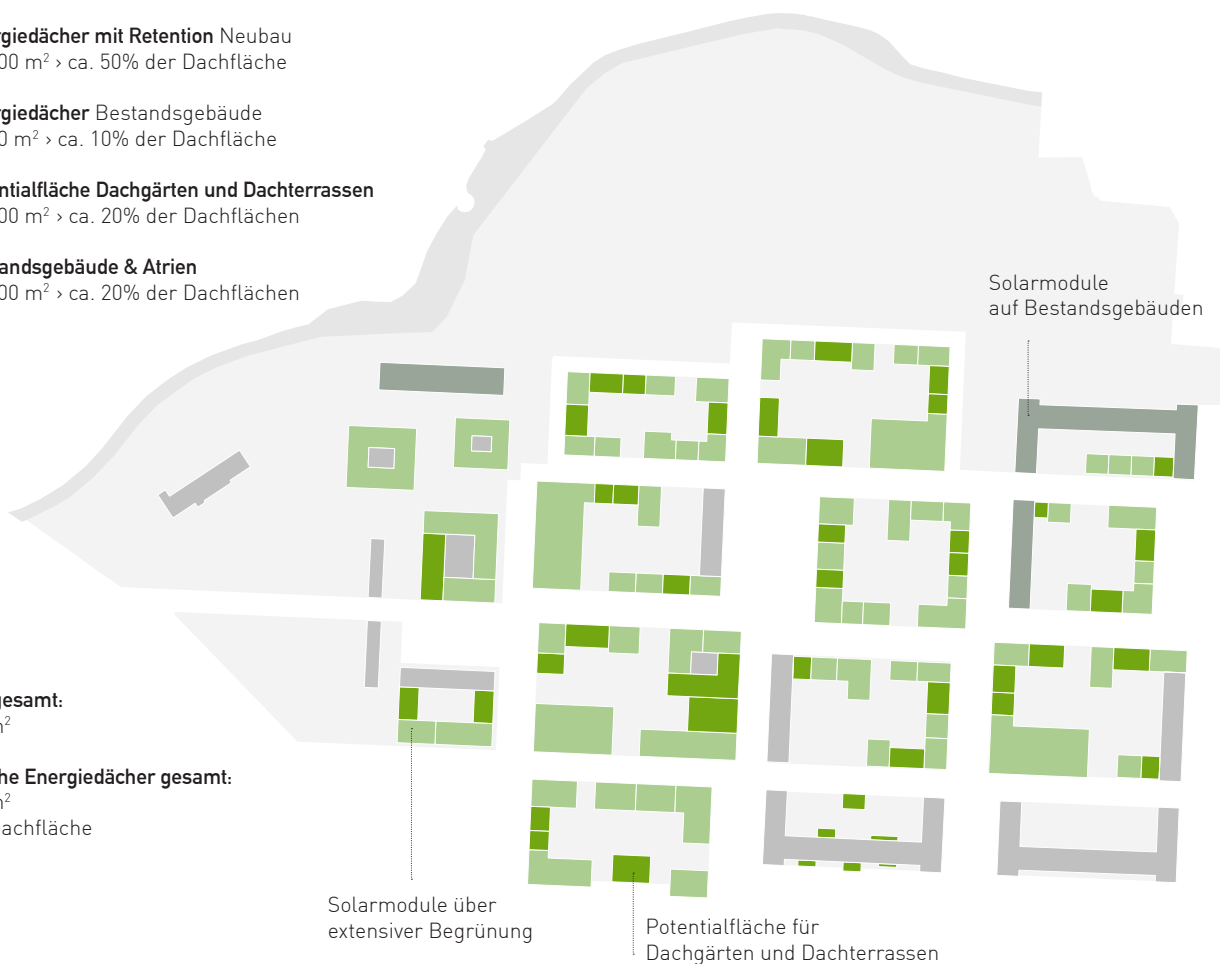 rgiedächer mit Retention Neubau
00 m² › ca. 50% der Dachfläche
rgiedächer Bestandsgebäude
0 m² › ca. 10% der Dachfläche
ntialfläche Dachgärten und Dachterrassen
00 m² › ca. 20% der Dachflächen
andsgebäude & Atrien
00 m² › ca. 20% der Dachflächen
Solarmodule
auf Bestandsgebäuden
gesamt:
m²
he Energiedächer gesamt:
m²
achfläche
Solarmodule über
extensiver Begrünung
Potentialfläche für
Dachgärten und Dachterrassen